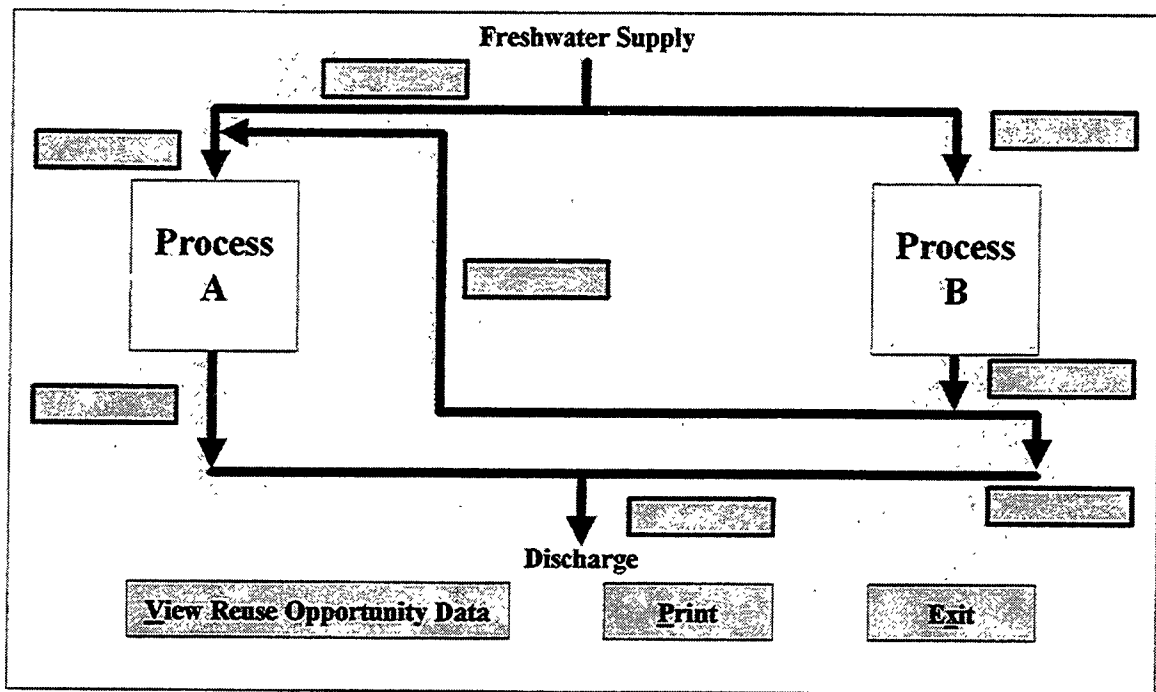 Freshwater Supply
Process
A
Process
B
Discharge
View Reuse Opportunity Data
Print
Exit